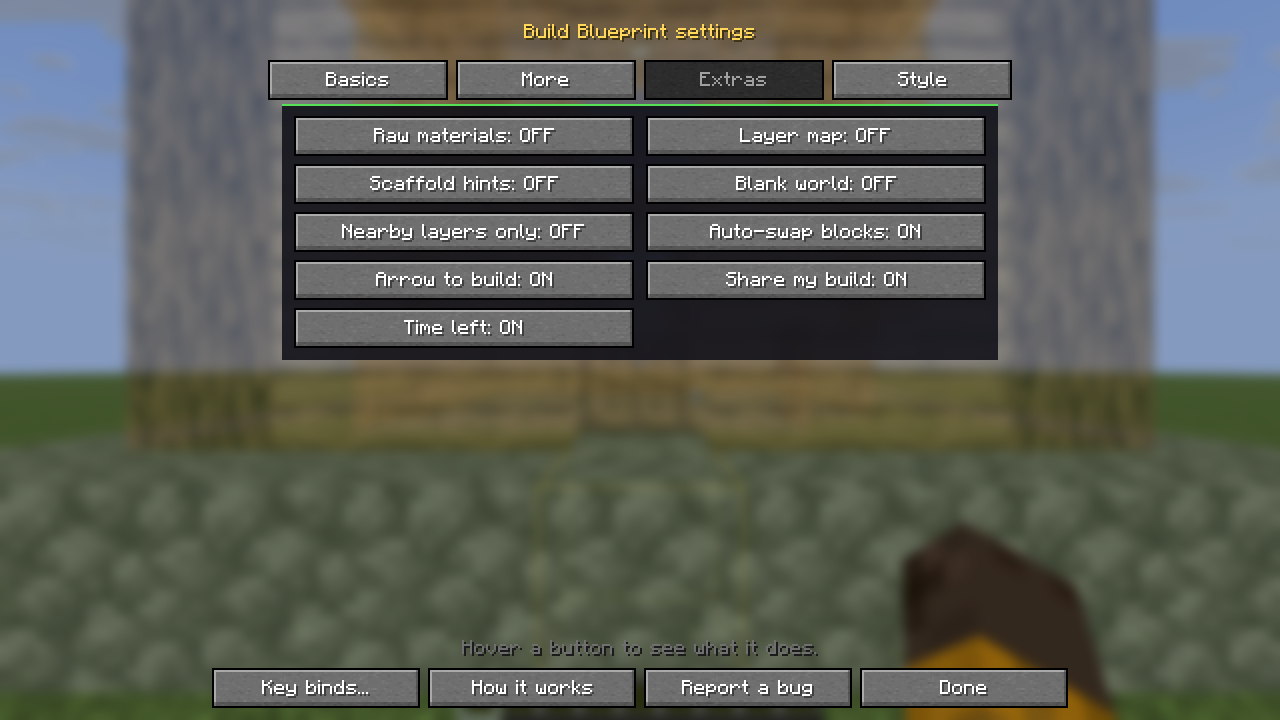 Build Blueprint settings
Basics
More
Extras
Style
Raw materials: OFF
Layer map: OFF
Scaffold hints: OFF
Blank world: OFF
Nearby layers only: OFF
Auto-swap blocks: ON
Arrow to build: ON
Share my build: ON
Time left: ON
Hover a button to see what it does.
Key binds...
How it works
Report a bug
Done